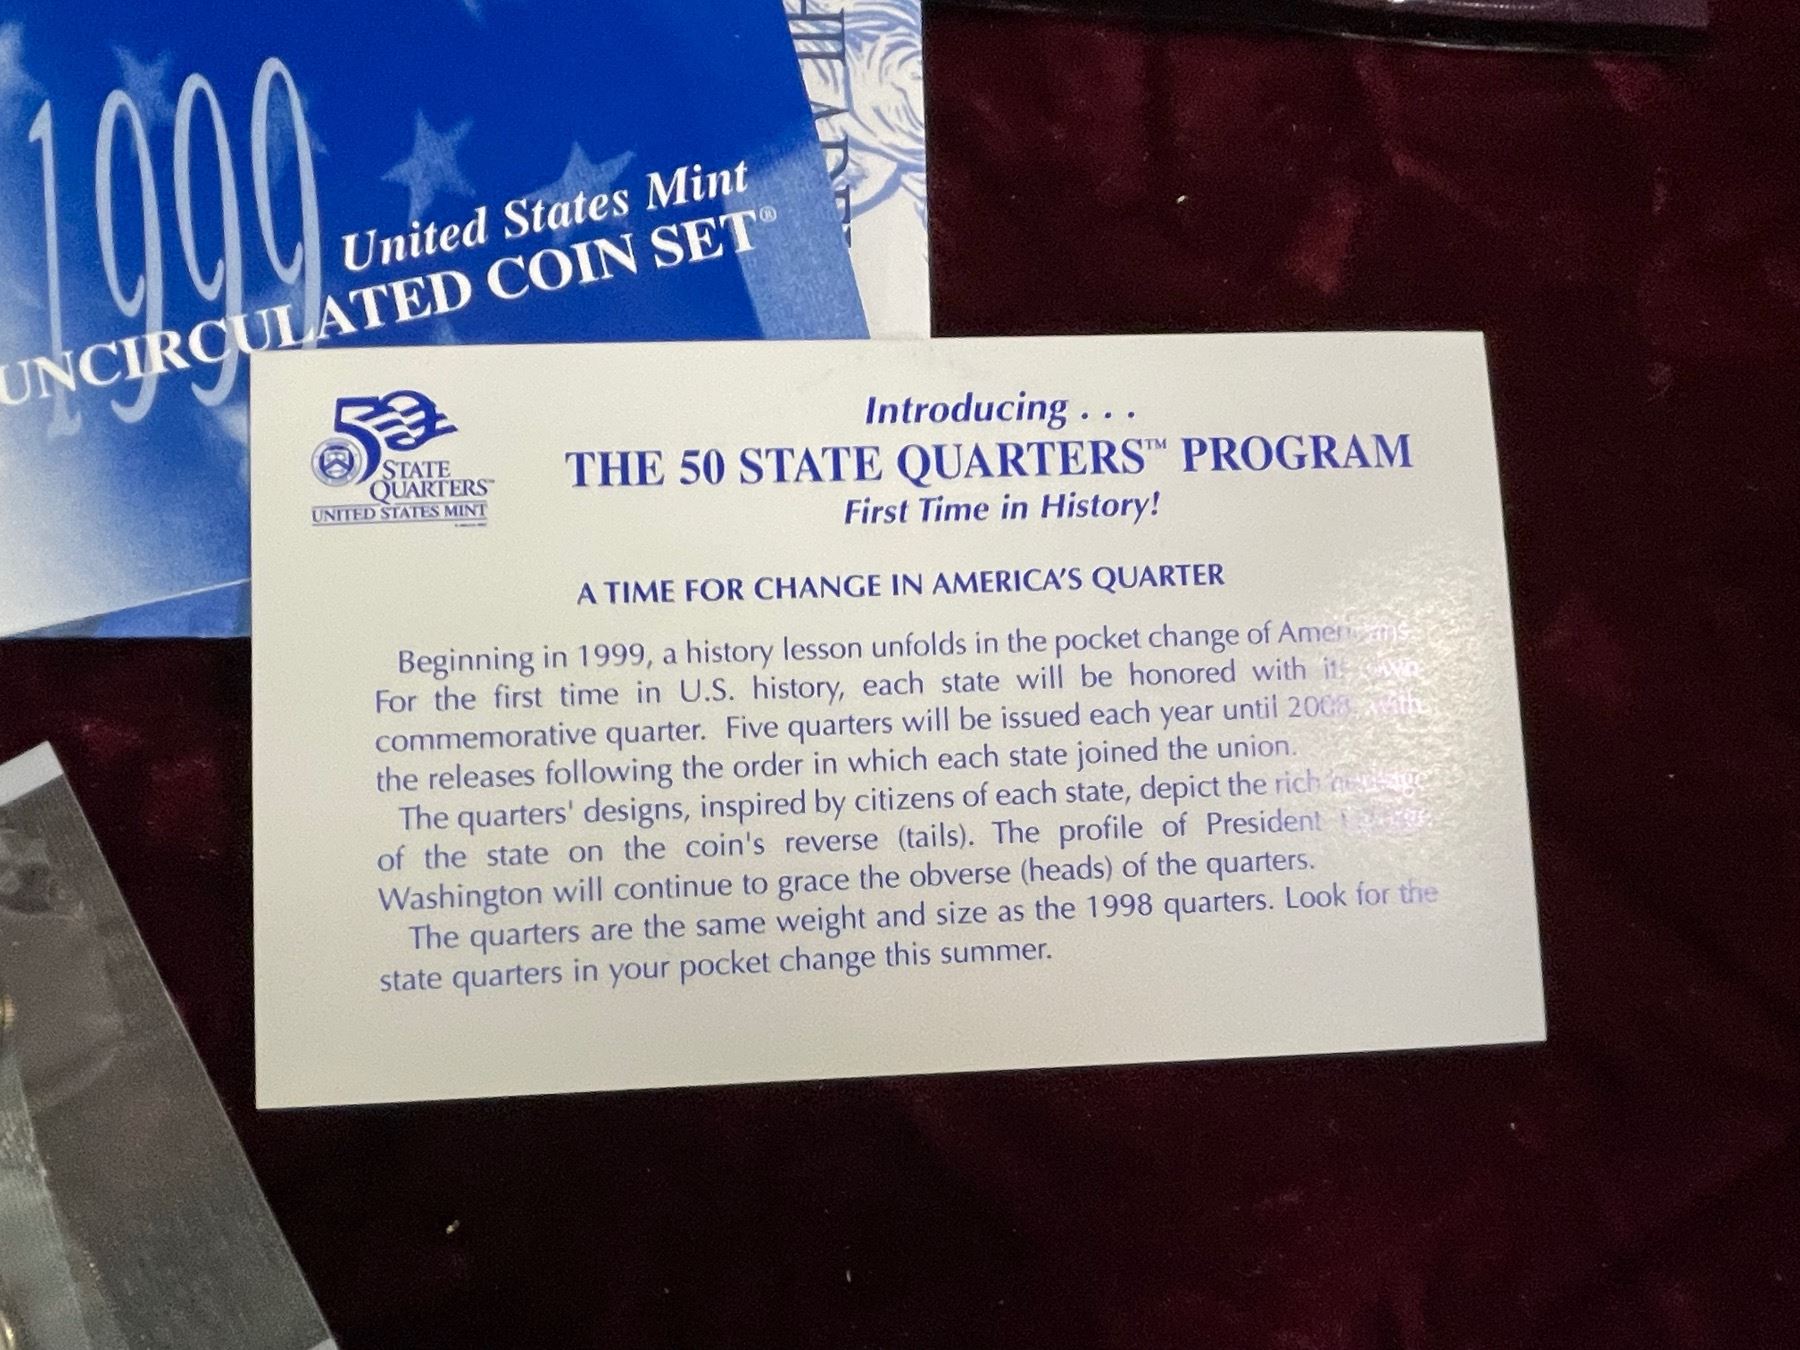 1999
United States Mint
UNCIRCULATED COIN SET®
50
STATE
QUARTERS™
UNITED STATES MINT
Introducing . . .
THE 50 STATE QUARTERS™ PROGRAM
First Time in History!
A TIME FOR CHANGE IN AMERICA'S QUARTER
Beginning in 1999, a history lesson unfolds in the pocket change of
For the first time in U.S. history, each state will be honored with its own
commemorative quarter. Five quarters will be issued each year until 2008 with
the releases following the order in which each state joined the union.
The quarters' designs, inspired by citizens of each state, depict the rich heritage
of the state on the coin's reverse (tails). The profile of President
Washington will continue to grace the obverse (heads) of the quarters.
The quarters are the same weight and size as the 1998 quarters. Look for the
state quarters in your pocket change this summer.